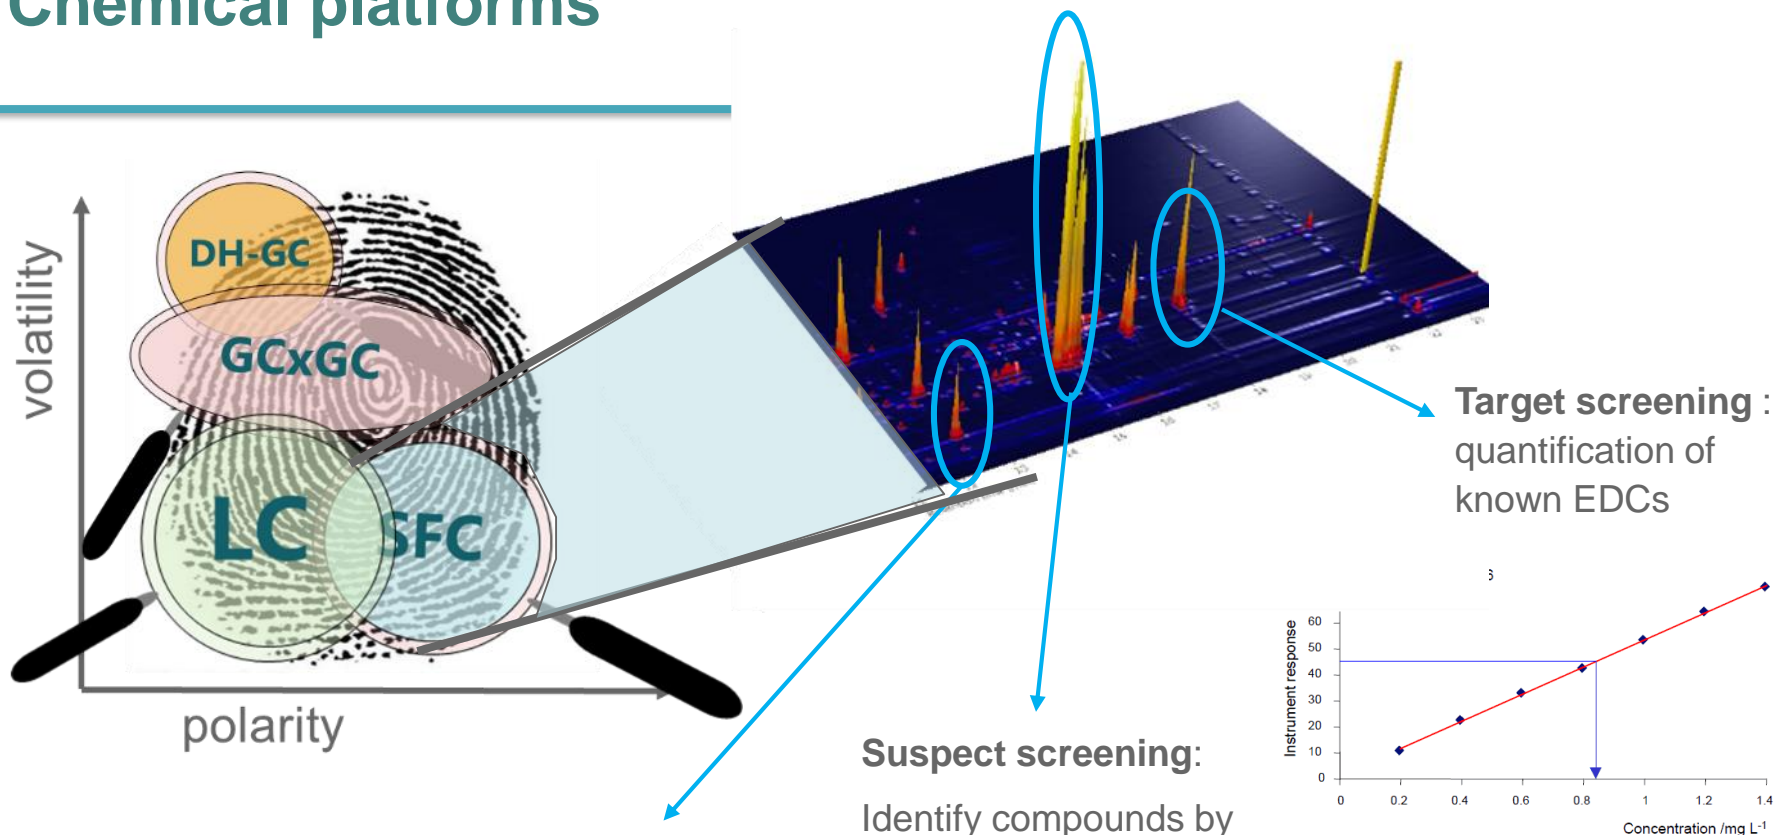 Chemical platforms
volatility
DH-GC
GCxGC
LC
SFC
polarity
Target screening :
quantification of
known EDCs
Suspect screening:
Identify compounds by
Instrument response
60
50
40
30
20
10
0
0 0.2 0.4 0.6 0.8 1 1.2 1.4
Concentration /mg L-1